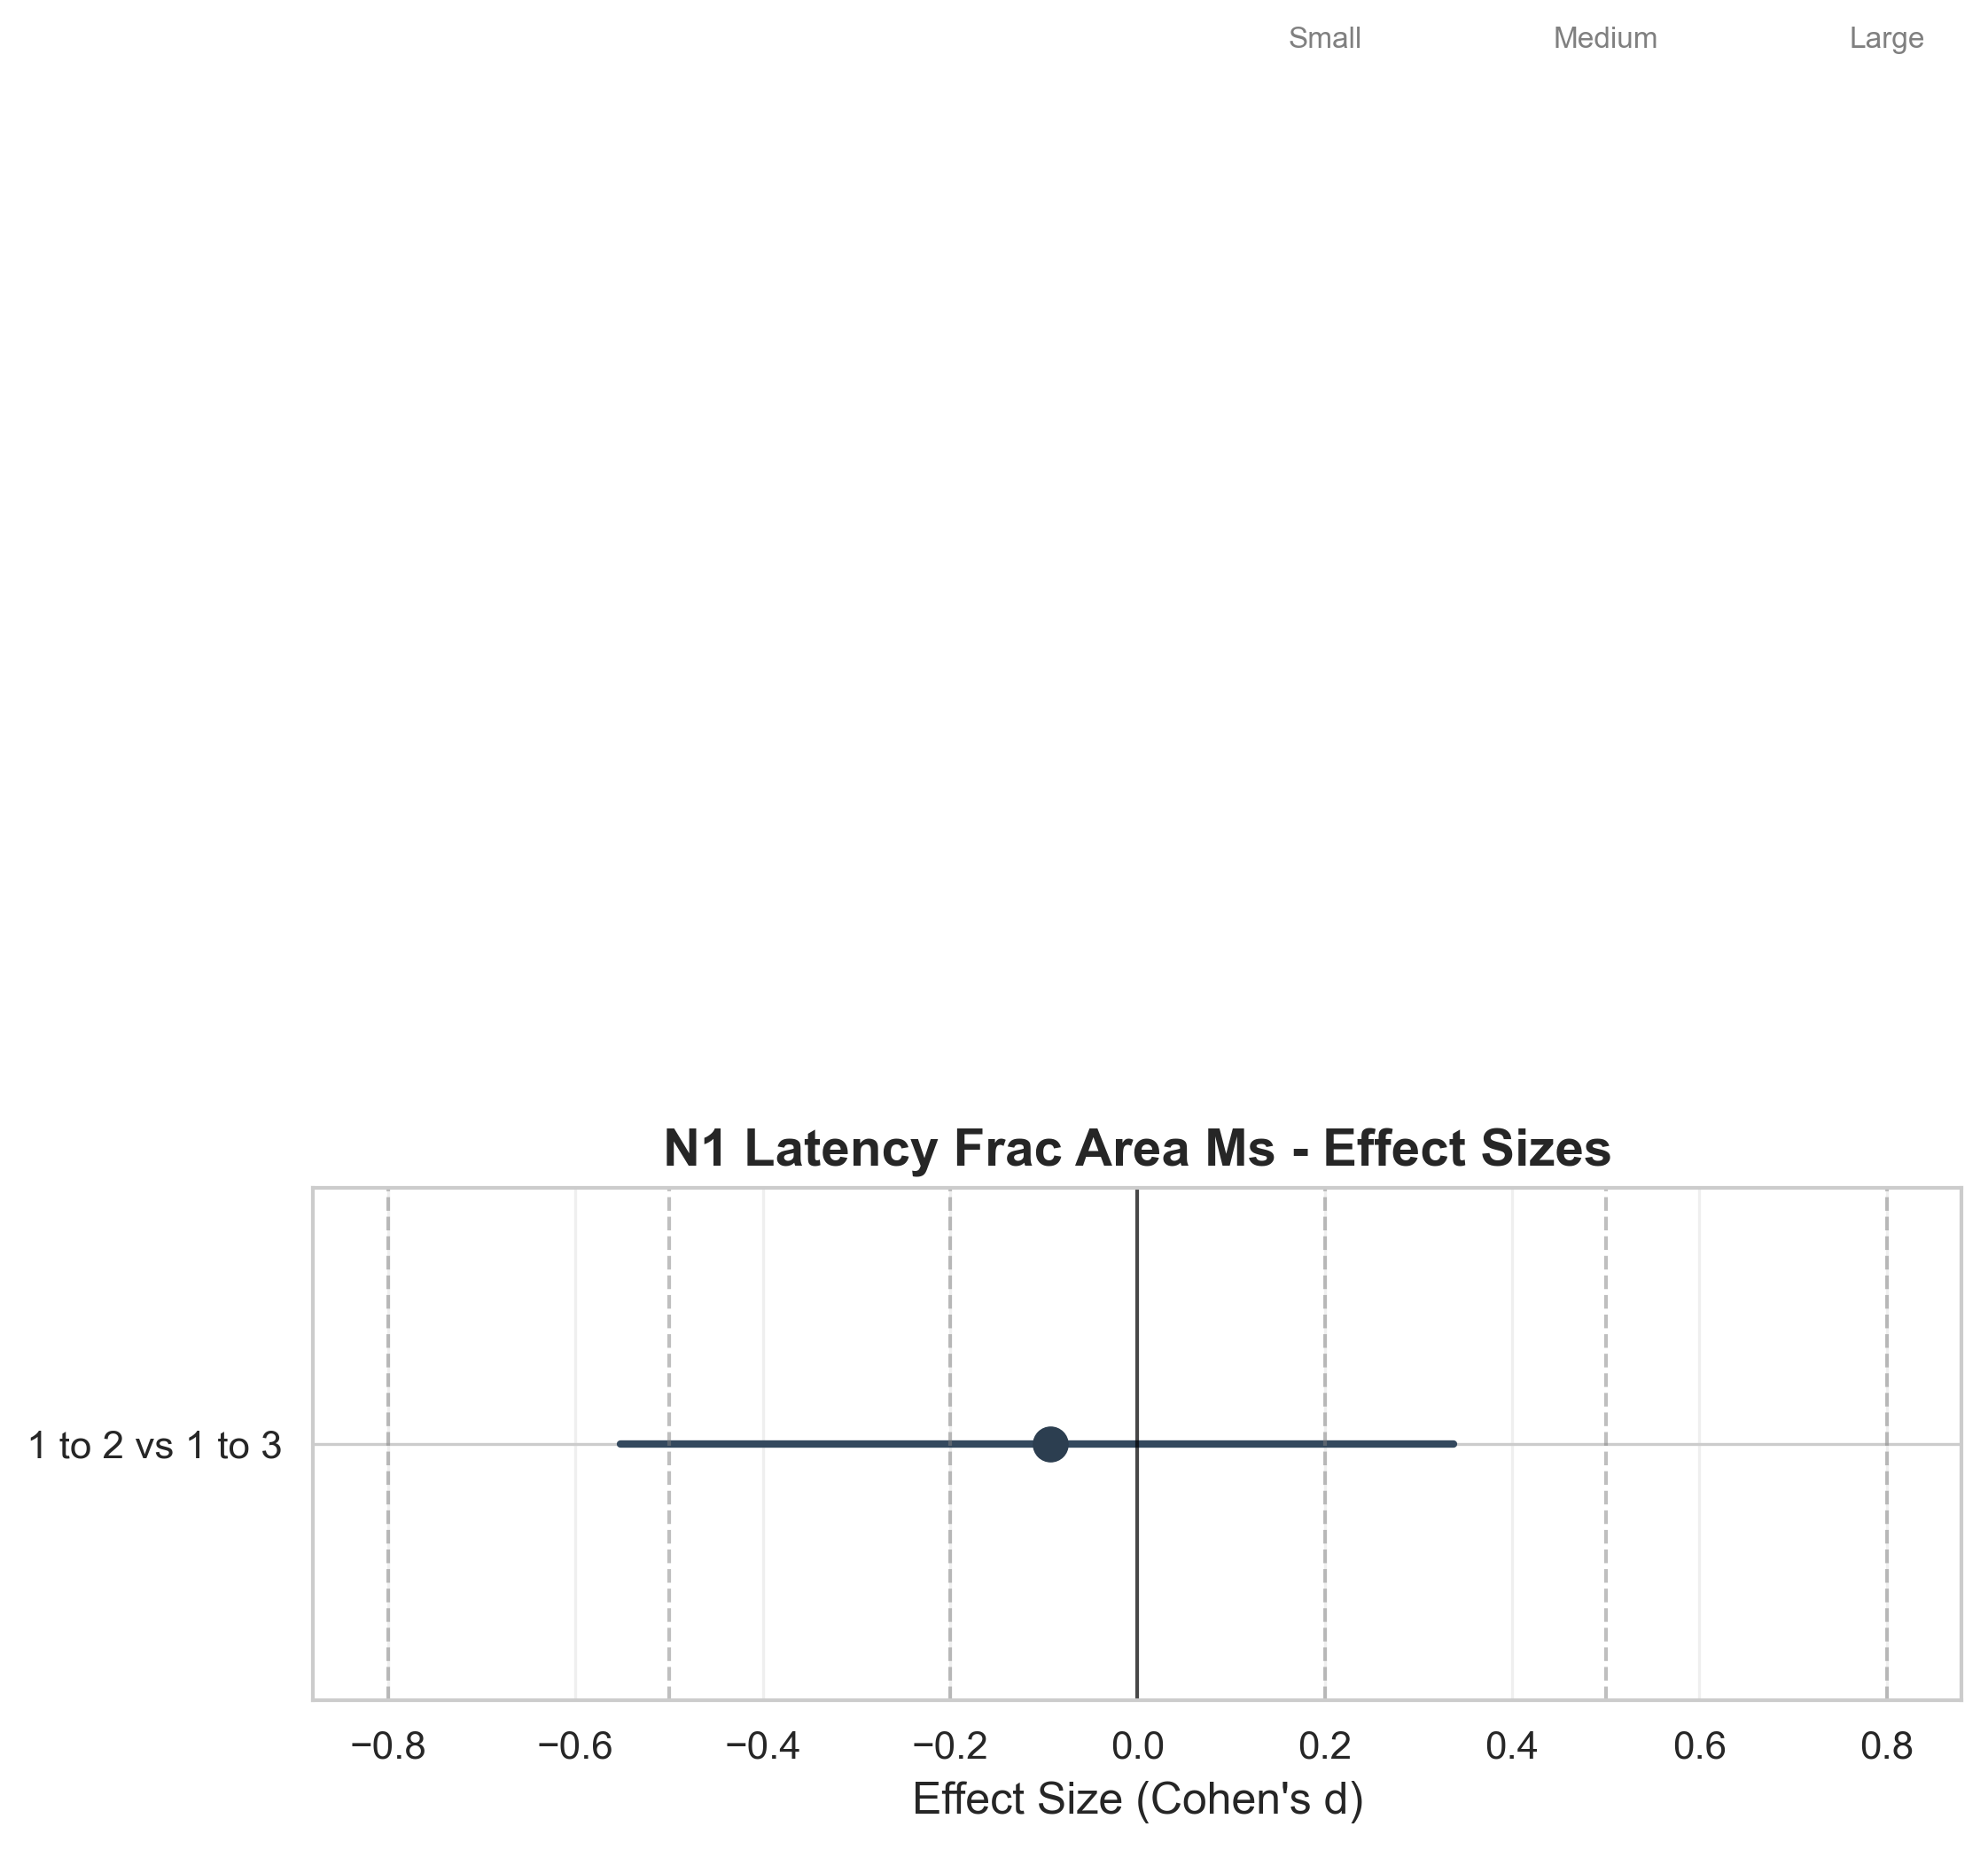 Small Medium Large
N1 Latency Frac Area Ms - Effect Sizes
1 to 2 vs 1 to 3
−0.8 −0.6 −0.4 −0.2 0.0 0.2 0.4 0.6 0.8
Effect Size (Cohen's d)